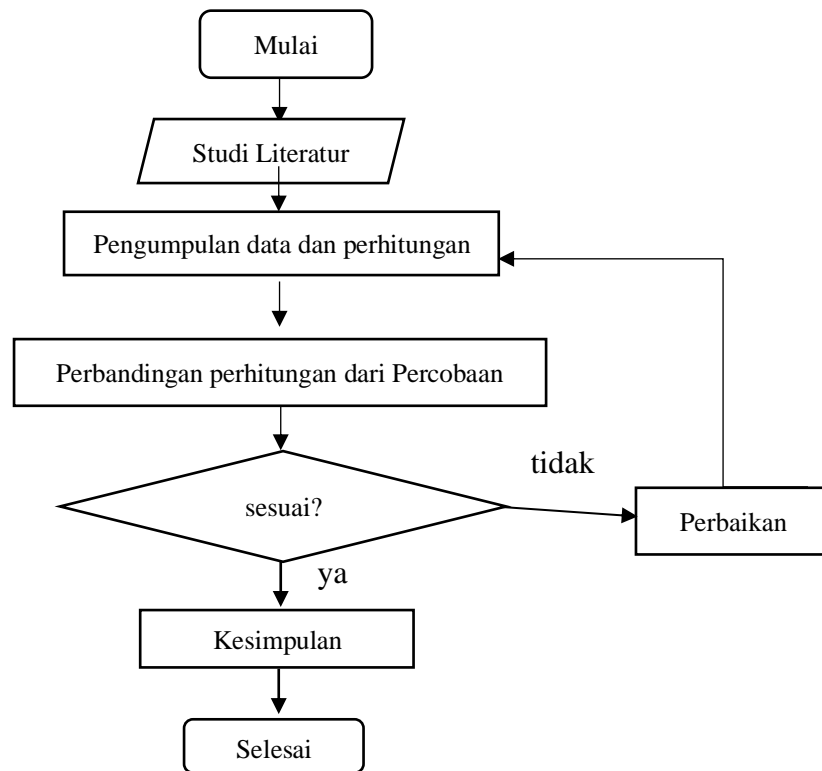 Mulai
Studi Literatur
Pengumpulan data dan perhitungan
Perbandingan perhitungan dari Percobaan
tidak
sesuai?
Perbaikan
ya
Kesimpulan
Selesai